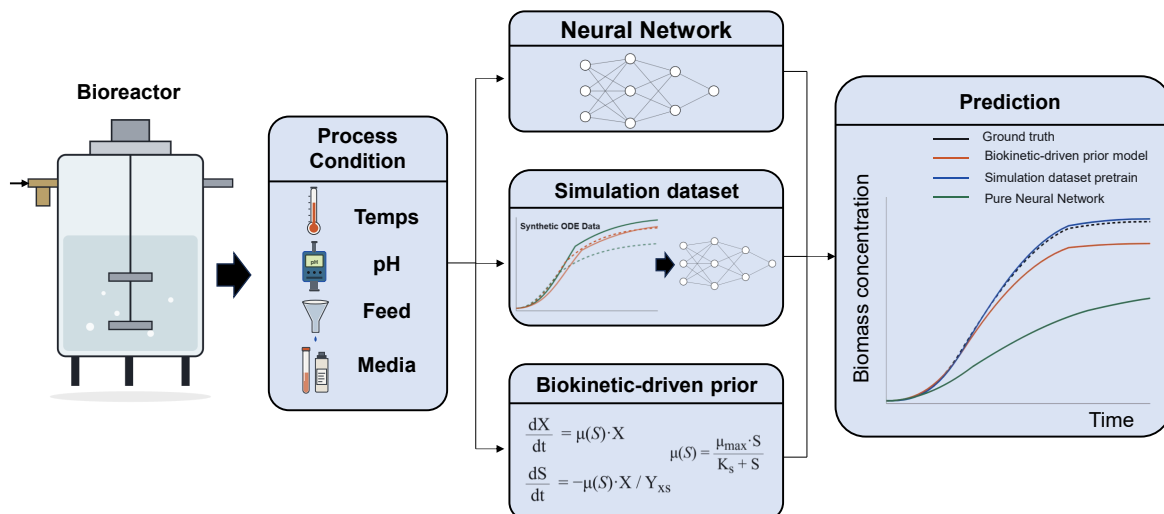 Bioreactor
Process
Condition
Temps
pH
pH
Feed
Media
Neural Network
Simulation dataset
Synthetic ODE Data
Biokinetic-driven prior
dX/dt = μ(S)·X
μ(S) = μmax·S / Ks + S
dS/dt = −μ(S)·X / Yxs
Prediction
Ground truth
Biokinetic-driven prior model
Simulation dataset pretrain
Pure Neural Network
Biomass concentration
Time